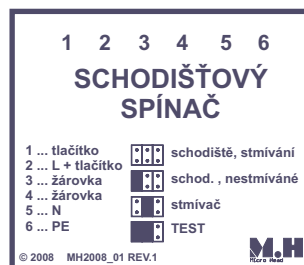 1 2 3 4 5 6
SCHODIŠŤOVÝ
SPÍNAČ
1 ... tlačítko
2 ... L + tlačítko
3 ... žárovka
4 ... žárovka
5 ... N
6 ... PE
schodiště, stmívání
schod. , nestmíváné
stmívač
TEST
© 2008 MH2008_01 REV.1
M.H
Micro Head